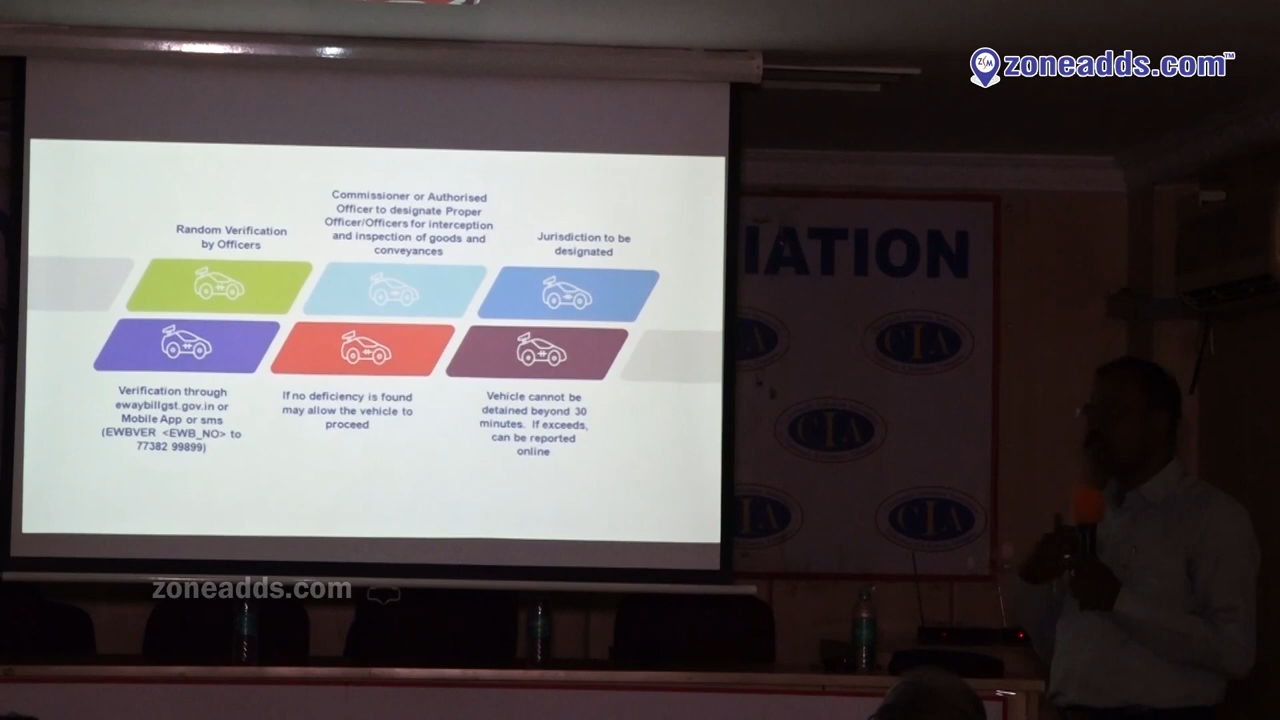 zoneadds.com™
Commissioner or Authorised
Officer to designate Proper
Officer/Officers for interception
and inspection of goods and
conveyances
Random Verification
by Officers
Jurisdiction to be
designated
Verification through
ewaybillgst.gov.in or
Mobile App or sms
(EWBVER <EWB_NO> to
77382 99899)
If no deficiency is found
may allow the vehicle to
proceed
Vehicle cannot be
detained beyond 30
minutes. If exceeds,
can be reported
online
IATION
CIA
CIA
CIA
CIA
zoneadds.com